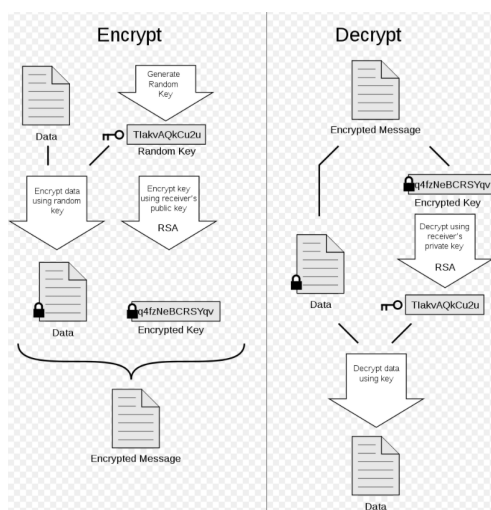 Encrypt
Generate
Random
Key
Data
TIakvAQkCu2u
Random Key
Encrypt data
using random
key
Encrypt key
using receiver's
public key
RSA
Data
q4fzNeBCRSYqv
Encrypted Key
Encrypted Message
Decrypt
Encrypted Message
q4fzNeBCRSYqv
Encrypted Key
Decrypt using
receiver's
private key
RSA
Data
TIakvAQkCu2u
Decrypt data
using key
Data